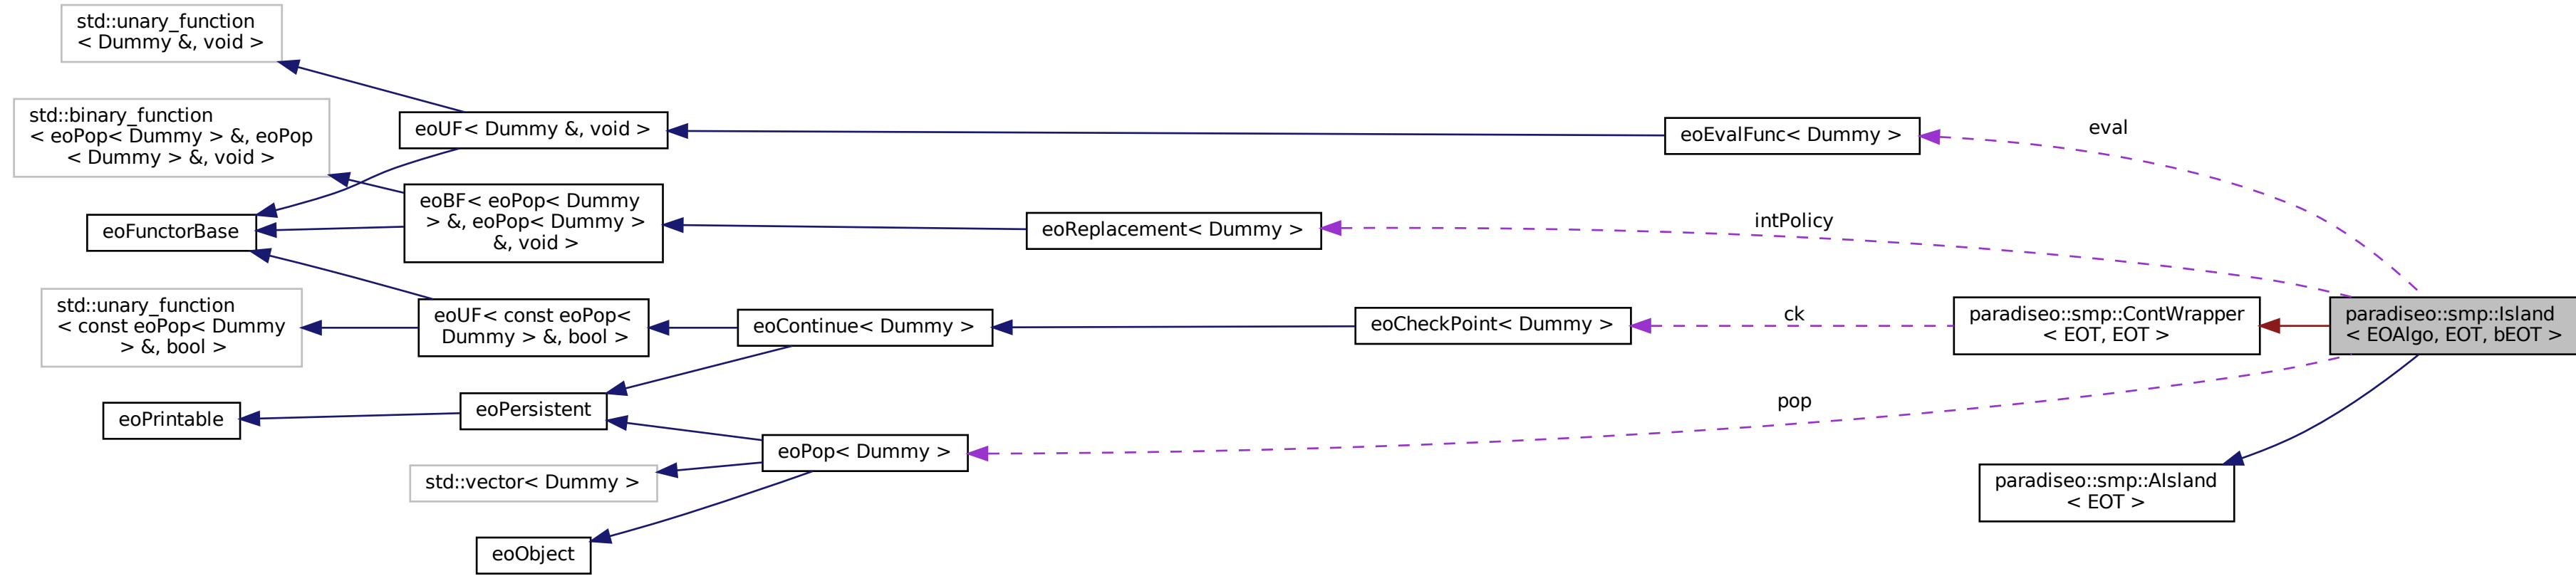 std::unary_function
< Dummy &, void >
std::binary_function
< eoPop< Dummy > &, eoPop
< Dummy > &, void >
eoFunctorBase
std::unary_function
< const eoPop< Dummy
> &, bool >
eoPrintable
eoUF< Dummy &, void >
eoBF< eoPop< Dummy
> &, eoPop< Dummy >
&, void >
eoUF< const eoPop<
Dummy > &, bool >
eoPersistent
std::vector< Dummy >
eoObject
eoContinue< Dummy >
eoPop< Dummy >
eoReplacement< Dummy >
eoCheckPoint< Dummy >
eoEvalFunc< Dummy >
eval
intPolicy
ck
pop
paradiseo::smp::ContWrapper
< EOT, EOT >
paradiseo::smp::AIsland
< EOT >
paradiseo::smp::Island
< EOAlgo, EOT, bEOT >